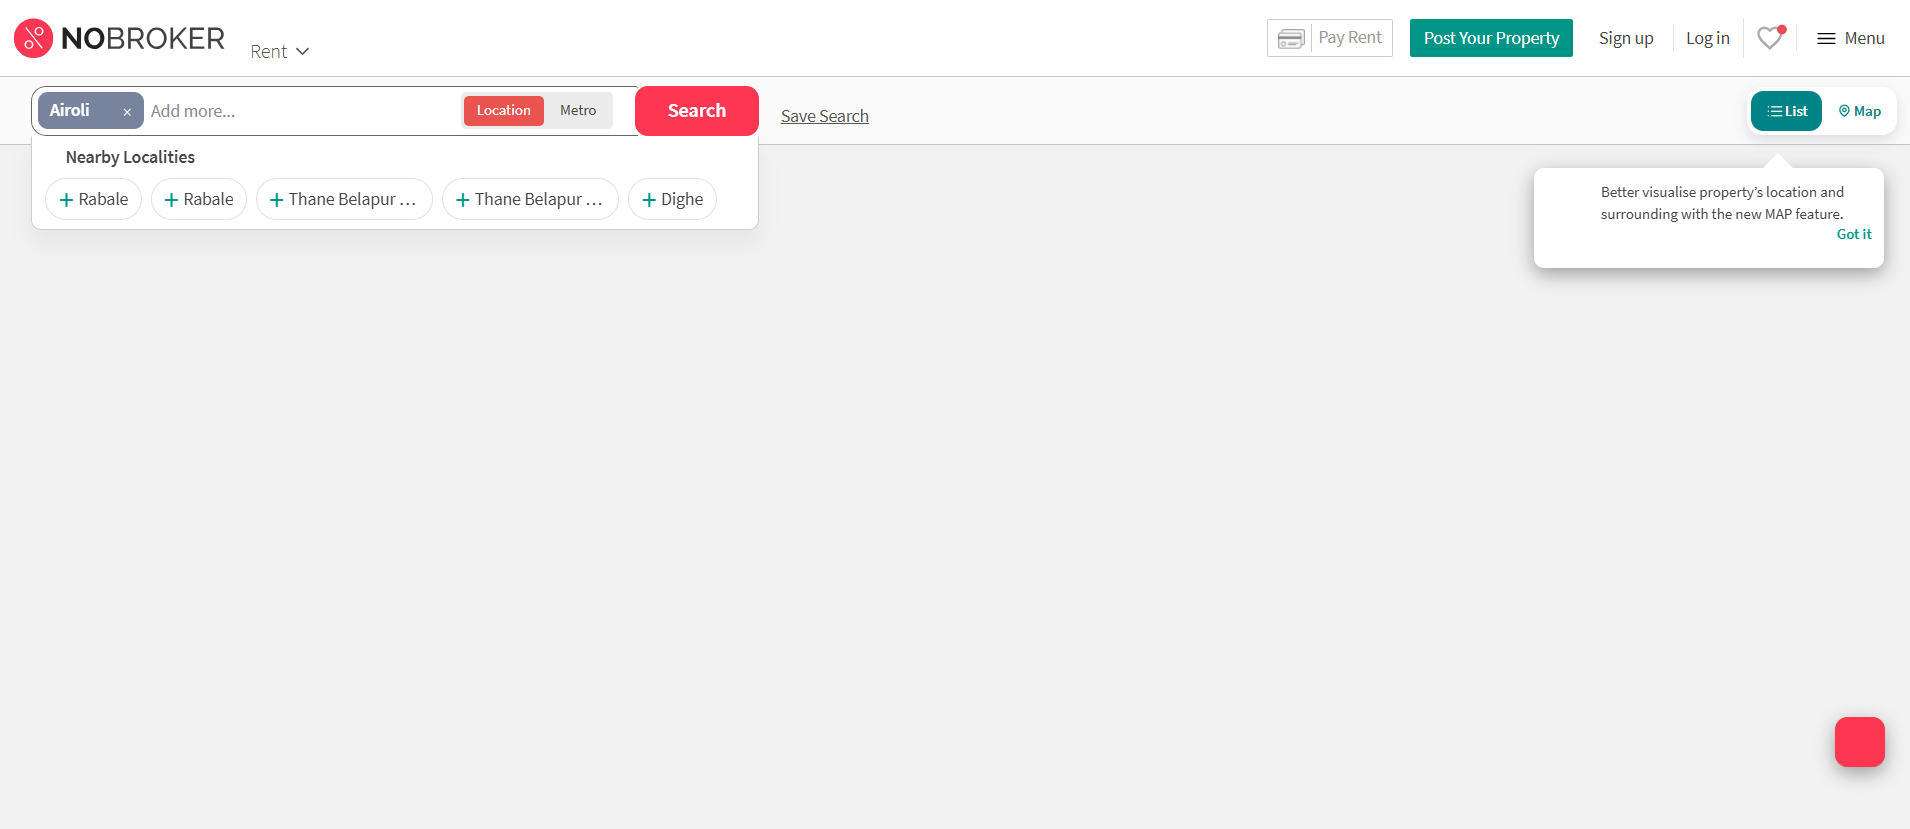 NOBROKER
Rent
Pay Rent
Post Your Property
Sign up
Log in
Menu
Airoli ×
Add more...
Location
Metro
Search
Save Search
List
Map
Nearby Localities
+ Rabale
+ Rabale
+ Thane Belapur ...
+ Thane Belapur ...
+ Dighe
Better visualise property’s location and
surrounding with the new MAP feature.
Got it